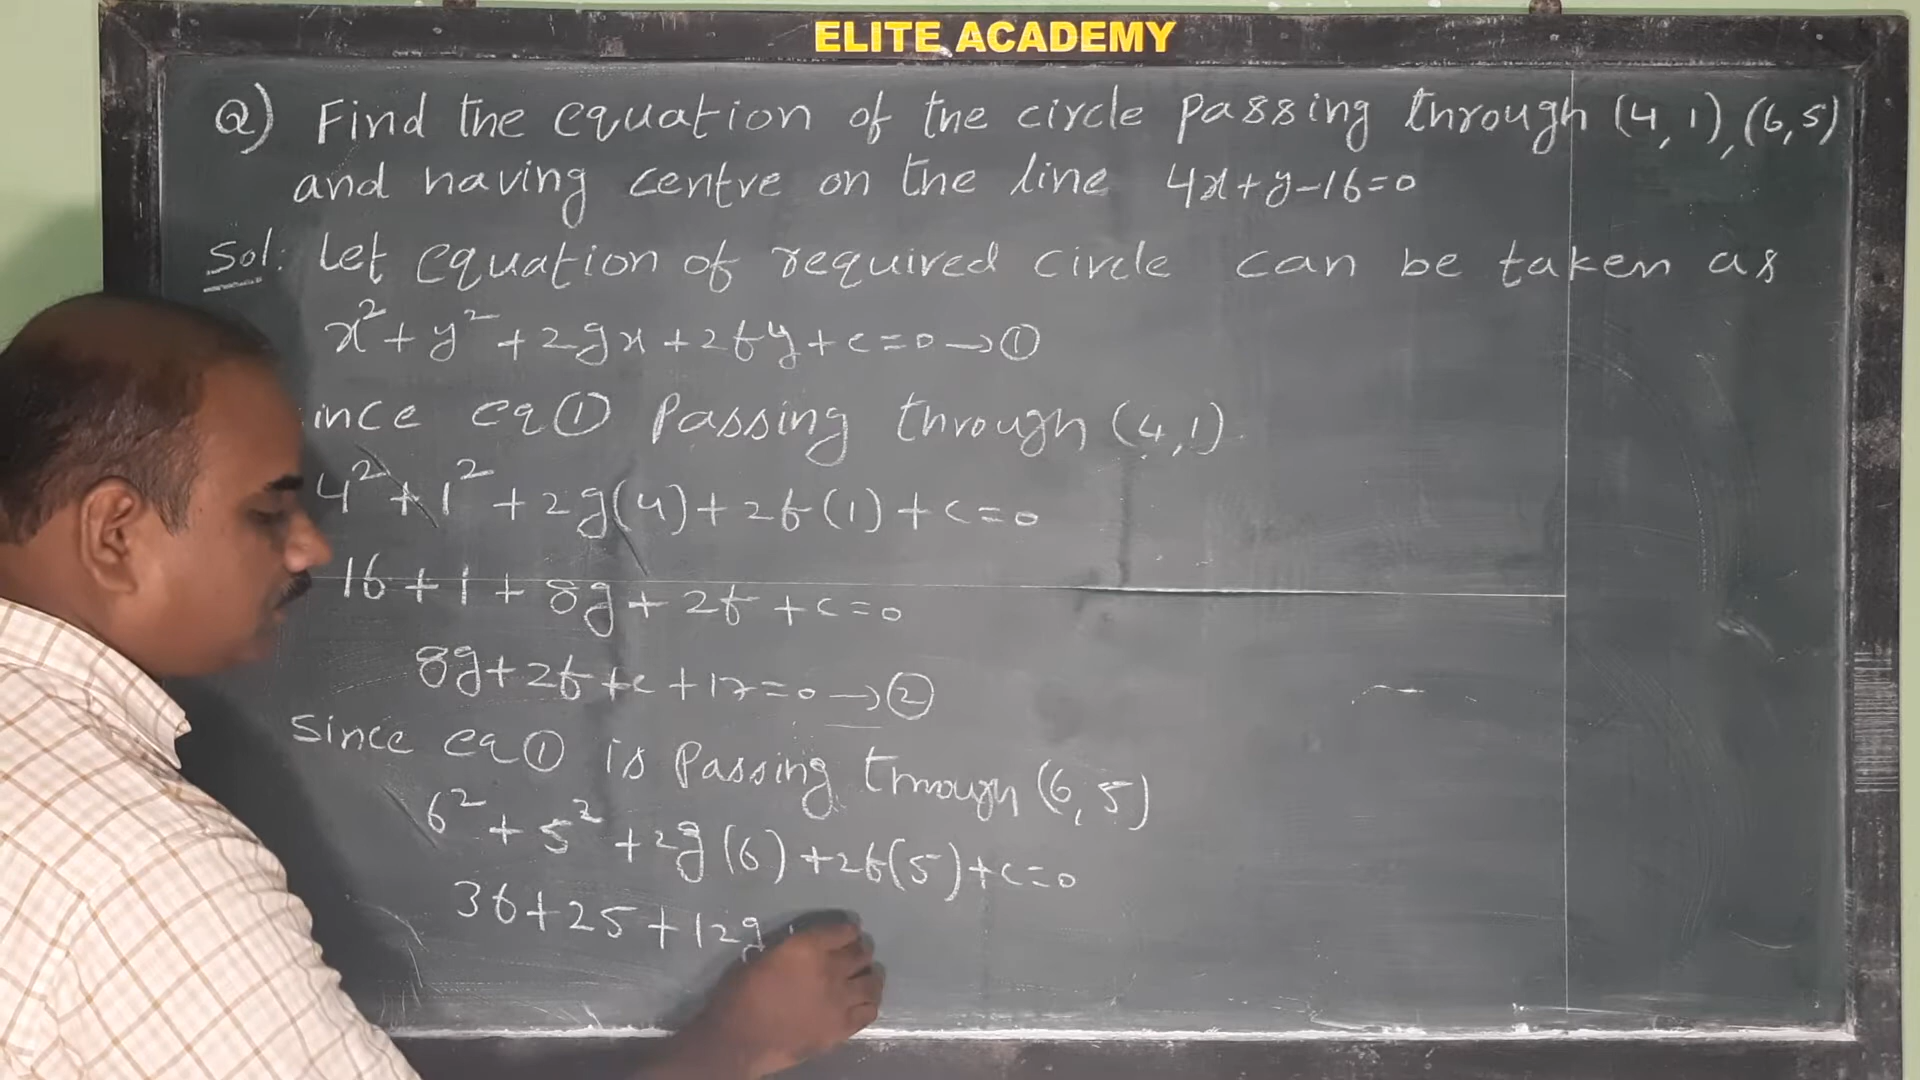 ELITE ACADEMY
Q) Find the equation of the circle passing through (4,1), (6,5)
and having centre on the line 4x+y-16=0
Sol: Let equation of required circle can be taken as
x²+y²+2gx+2fy+c=0→①
ince eq① Passing through (4,1)
4²+1²+2g(4)+2f(1)+c=0
16+1+8g+2f+c=0
8g+2f+c+17=0→②
Since eq① is Passing through (6,5)
6²+5²+2g(6)+2f(5)+c=0
36+25+12g